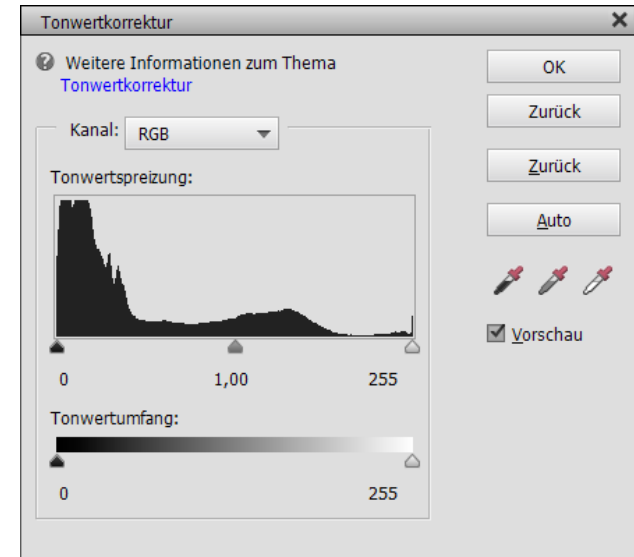 Tonwertkorrektur
Weitere Informationen zum Thema
Tonwertkorrektur
OK
Zurück
Kanal: RGB
Tonwertspreizung:
Zurück
Auto
Vorschau
0 1,00 255
Tonwertumfang:
0 255